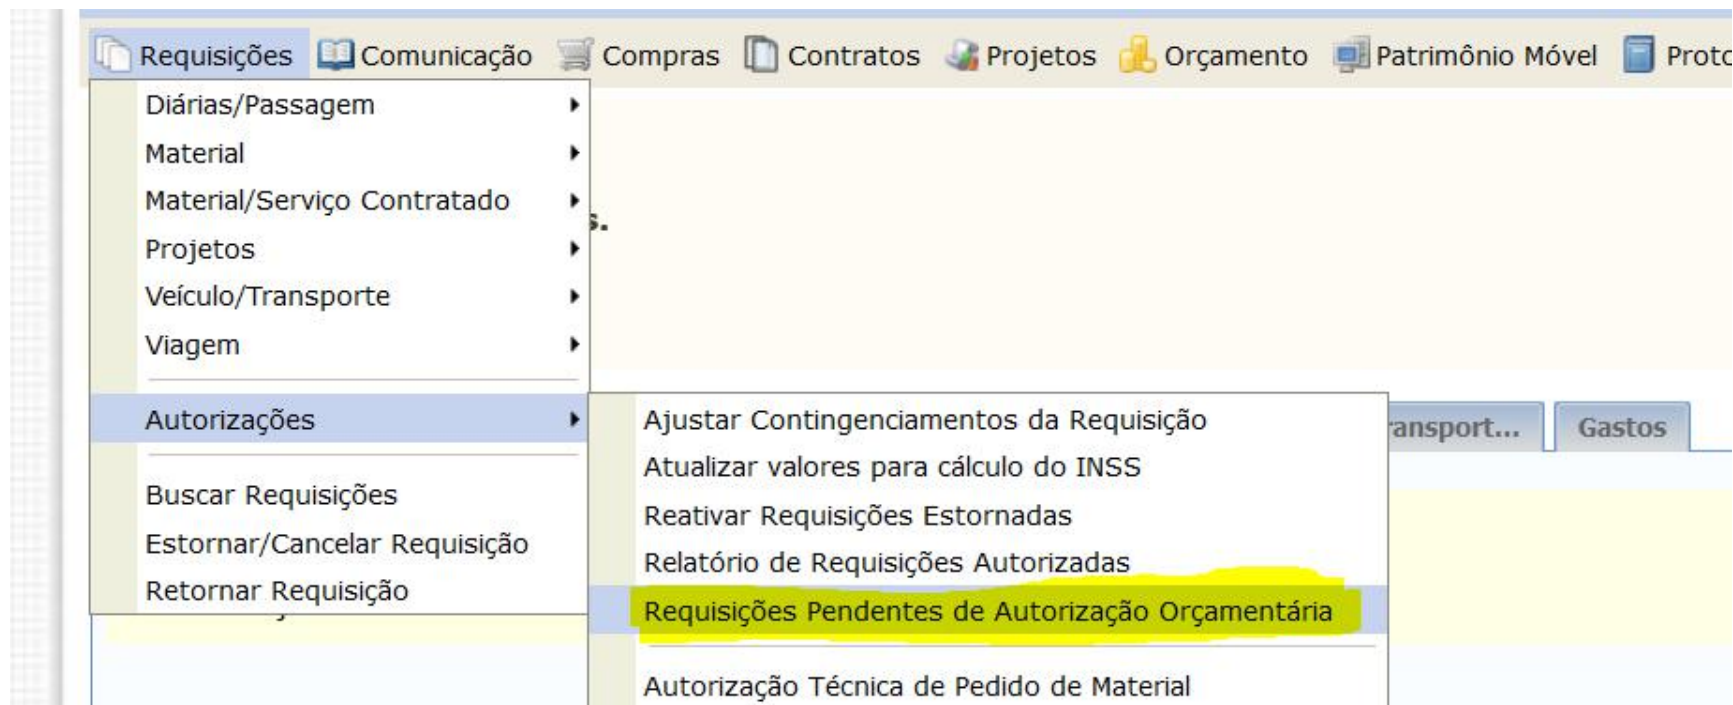 Requisições Comunicação Compras Contratos Projetos Orçamento Patrimônio Móvel
Diárias/Passagem
Material
Material/Serviço Contratado
s.
Projetos
Veículo/Transporte
Viagem
Autorizações
Buscar Requisições
Estornar/Cancelar Requisição
Retornar Requisição
Ajustar Contingenciamentos da Requisição
Atualizar valores para cálculo do INSS
Reativar Requisições Estornadas
Relatório de Requisições Autorizadas
Requisições Pendentes de Autorização Orçamentária
Autorização Técnica de Pedido de Material
ansport... Gastos